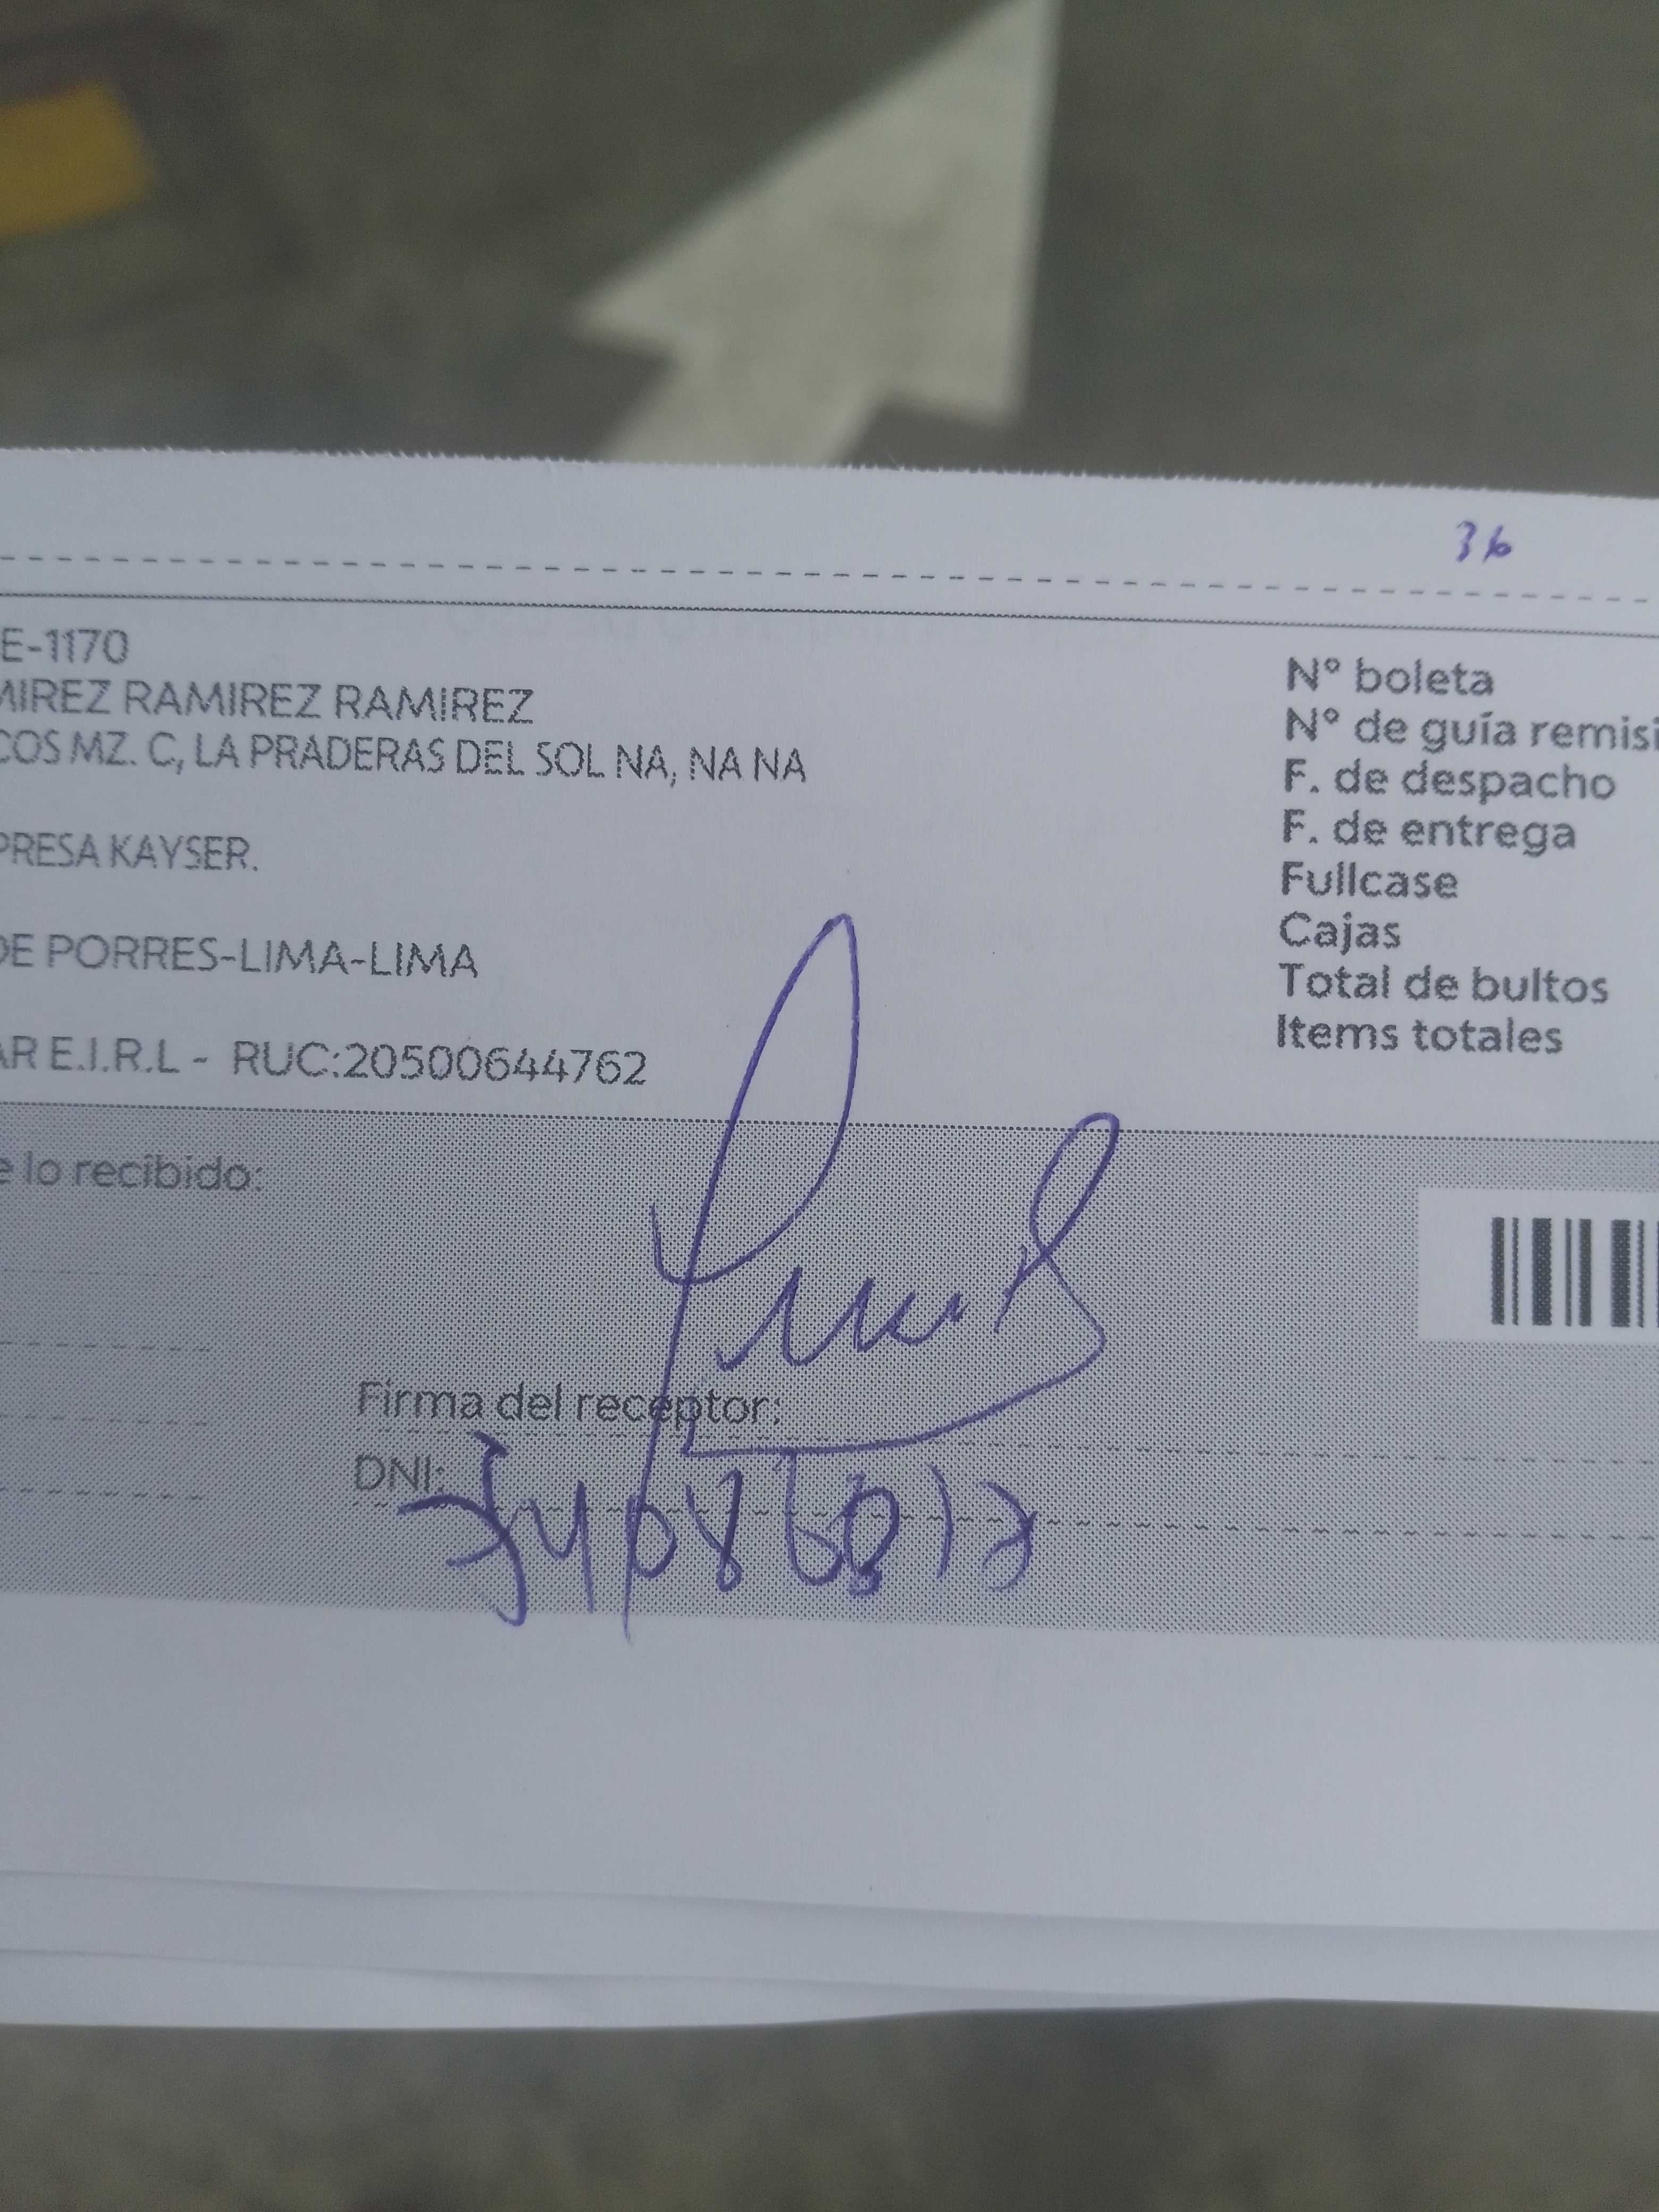 36
E-1170
MIREZ RAMIREZ RAMIREZ
COS MZ. C, LA PRADERAS DEL SOL NA, NA NA
PRESA KAYSER.
DE PORRES-LIMA-LIMA
AR E.I.R.L - RUC:20500644762
Nº boleta
Nº de guía remisi
F. de despacho
F. de entrega
Fullcase
Cajas
Total de bultos
Items totales
e lo recibido:
Firma del receptor:
DNI: